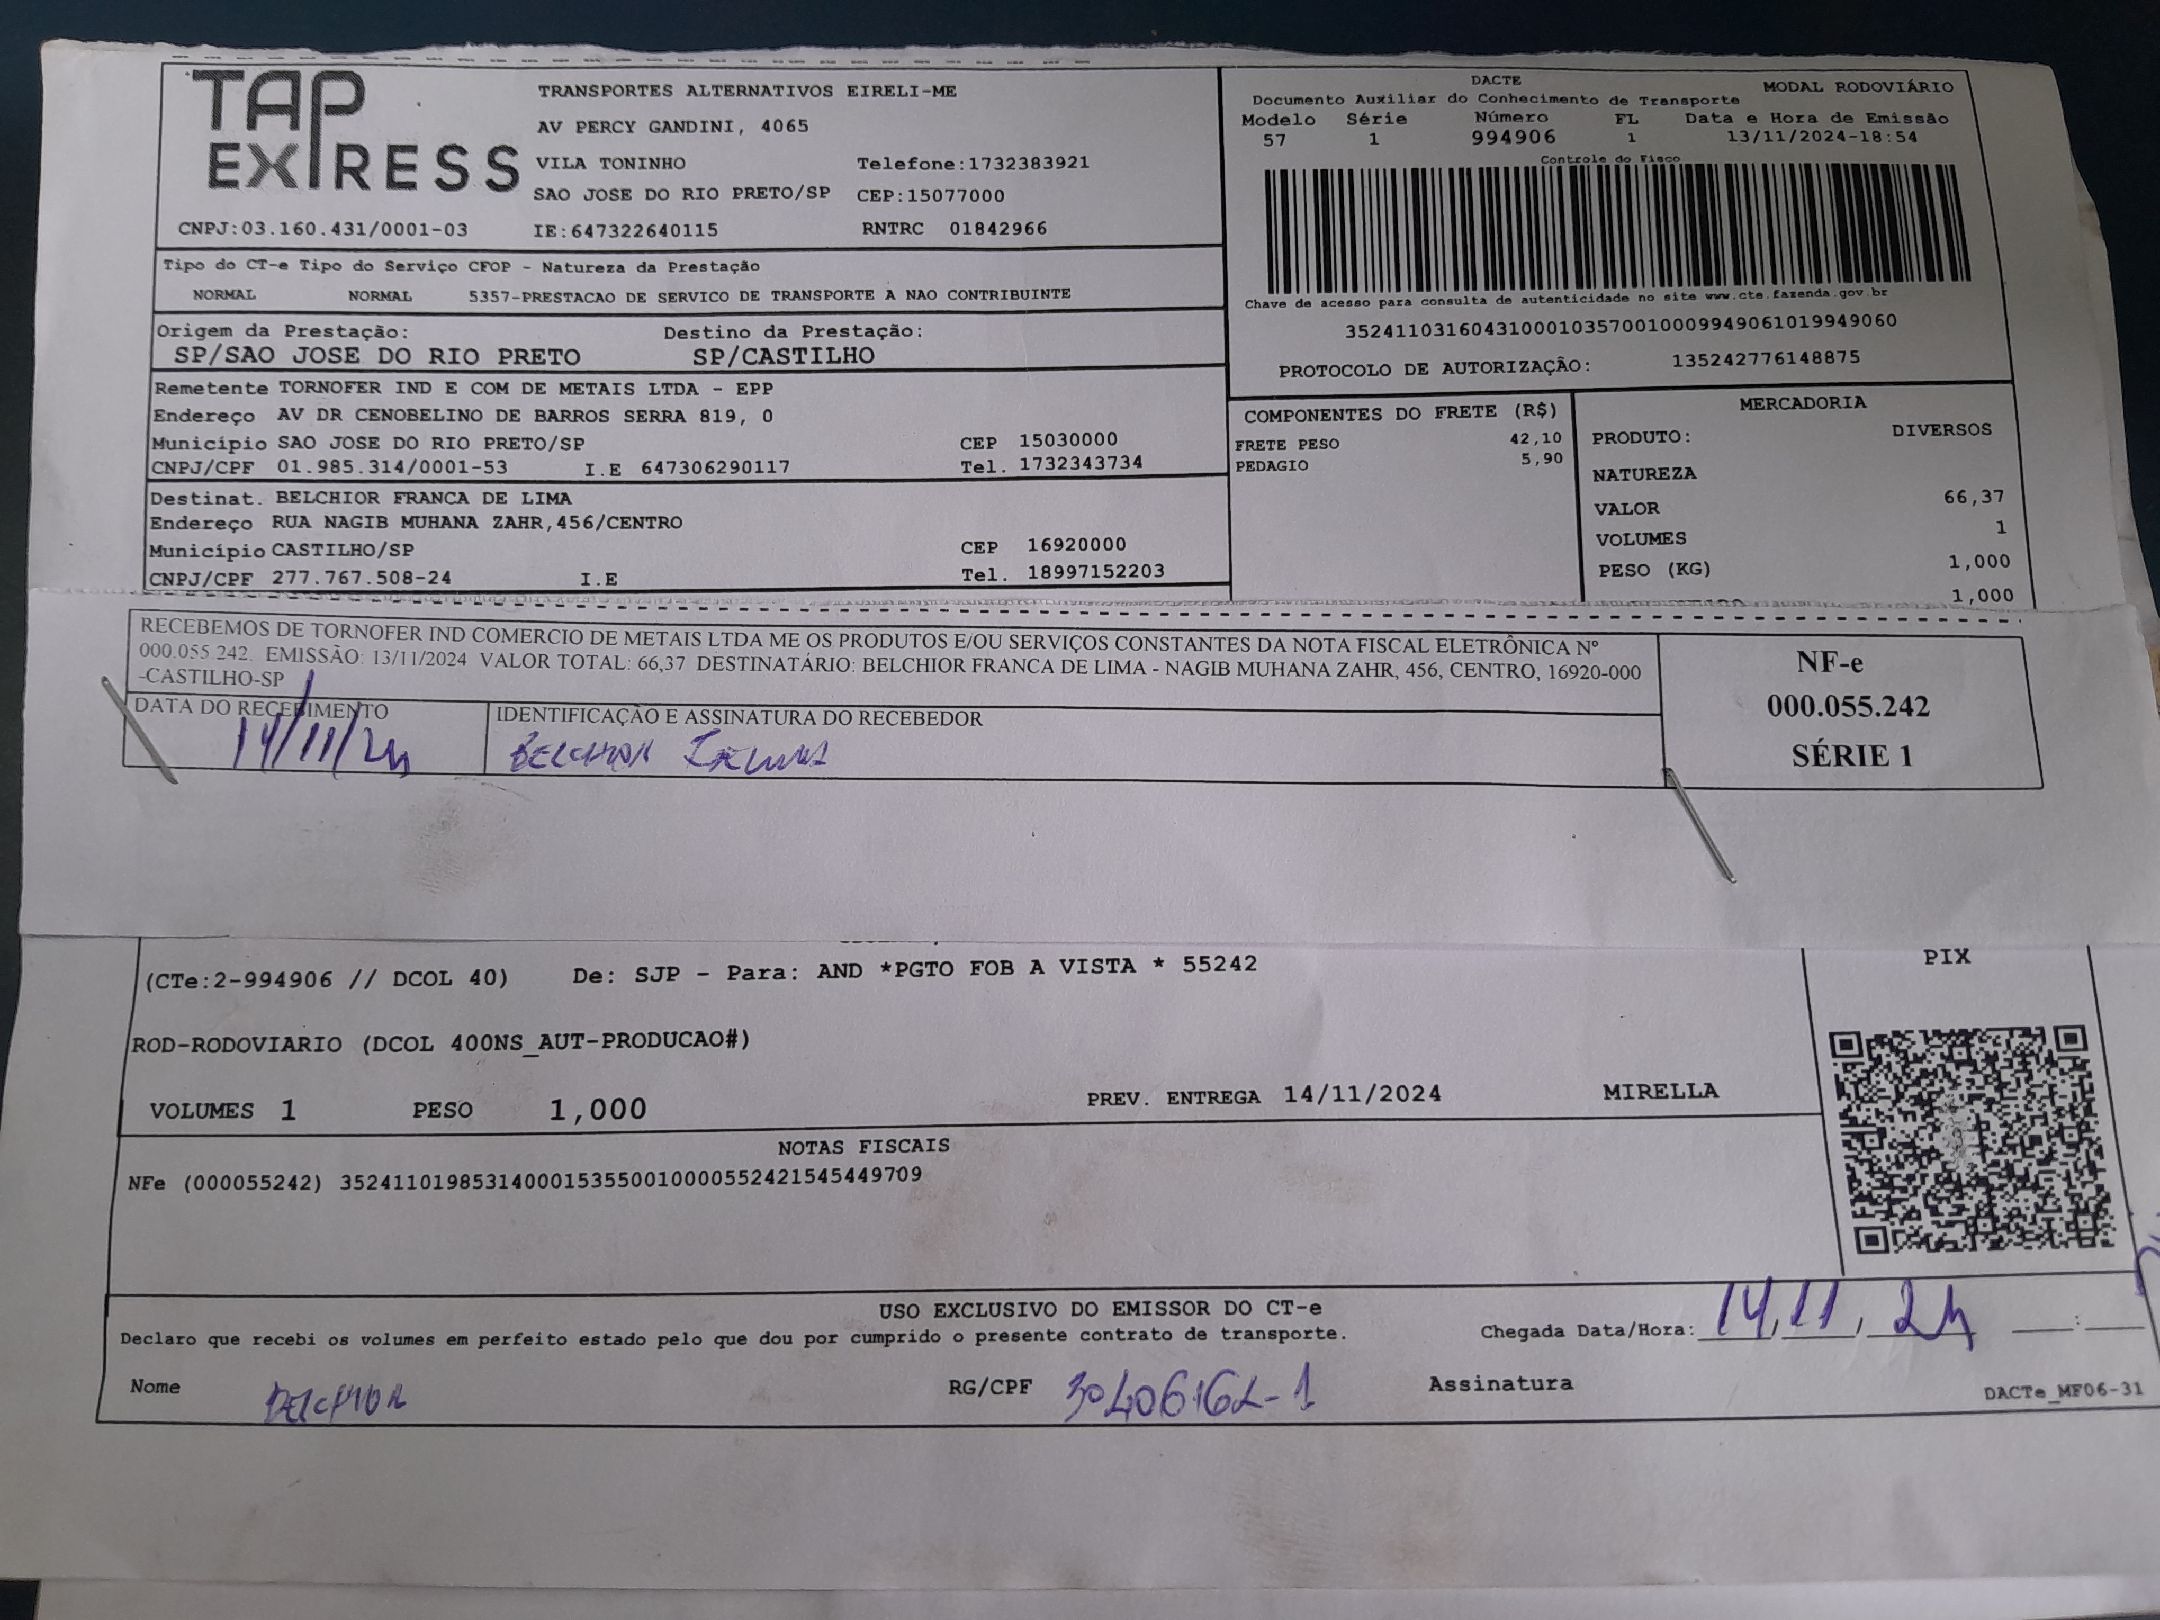 TAP EXPRESS
TRANSPORTES ALTERNATIVOS EIRELI-ME
AV PERCY GANDINI, 4065
VILA TONINHO Telefone:1732383921
SAO JOSE DO RIO PRETO/SP CEP:15077000
CNPJ:03.160.431/0001-03 IE:647322640115 RNTRC 01842966
DACTE MODAL RODOVIÁRIO
Documento Auxiliar do Conhecimento de Transporte
Modelo Série Número FL Data e Hora de Emissão
57 1 994906 1 13/11/2024-18:54
Controle do Fisco
Chave de acesso para consulta de autenticidade no site www.cte.fazenda.gov.br
35241103160431000103570010009949061019949060
PROTOCOLO DE AUTORIZAÇÃO: 135242776148875
Tipo do CT-e Tipo do Serviço CFOP - Natureza da Prestação
NORMAL NORMAL 5357-PRESTACAO DE SERVICO DE TRANSPORTE A NAO CONTRIBUINTE
Origem da Prestação: Destino da Prestação:
SP/SAO JOSE DO RIO PRETO SP/CASTILHO
Remetente TORNOFER IND E COM DE METAIS LTDA - EPP
Endereço AV DR CENOBELINO DE BARROS SERRA 819, 0
Município SAO JOSE DO RIO PRETO/SP CEP 15030000
CNPJ/CPF 01.985.314/0001-53 I.E 647306290117 Tel. 1732343734
Destinat. BELCHIOR FRANCA DE LIMA
Endereço RUA NAGIB MUHANA ZAHR,456/CENTRO
Município CASTILHO/SP CEP 16920000
CNPJ/CPF 277.767.508-24 I.E Tel. 18997152203
COMPONENTES DO FRETE (R$)
FRETE PESO 42,10
PEDAGIO 5,90
MERCADORIA
PRODUTO: DIVERSOS
NATUREZA
VALOR 66,37
VOLUMES 1
PESO (KG) 1,000
1,000
RECEBEMOS DE TORNOFER IND COMERCIO DE METAIS LTDA ME OS PRODUTOS E/OU SERVIÇOS CONSTANTES DA NOTA FISCAL ELETRÔNICA Nº
000.055.242. EMISSÃO: 13/11/2024 VALOR TOTAL: 66,37 DESTINATÁRIO: BELCHIOR FRANCA DE LIMA - NAGIB MUHANA ZAHR, 456, CENTRO, 16920-000
-CASTILHO-SP
DATA DO RECEBIMENTO
14/11/24
IDENTIFICAÇÃO E ASSINATURA DO RECEBEDOR
BELCHIOR
NF-e
000.055.242
SÉRIE 1
(CTe:2-994906 // DCOL 40) De: SJP - Para: AND *PGTO FOB A VISTA * 55242
PIX
ROD-RODOVIARIO (DCOL 400NS_AUT-PRODUCAO#)
VOLUMES 1 PESO 1,000 PREV. ENTREGA 14/11/2024 MIRELLA
NOTAS FISCAIS
NFe (000055242) 35241101985314000153550010000552421545449709
USO EXCLUSIVO DO EMISSOR DO CT-e
Declaro que recebi os volumes em perfeito estado pelo que dou por cumprido o presente contrato de transporte. Chegada Data/Hora: 14,11,24 :
Nome BELCHIOR RG/CPF Assinatura
DACTe_MF06-31